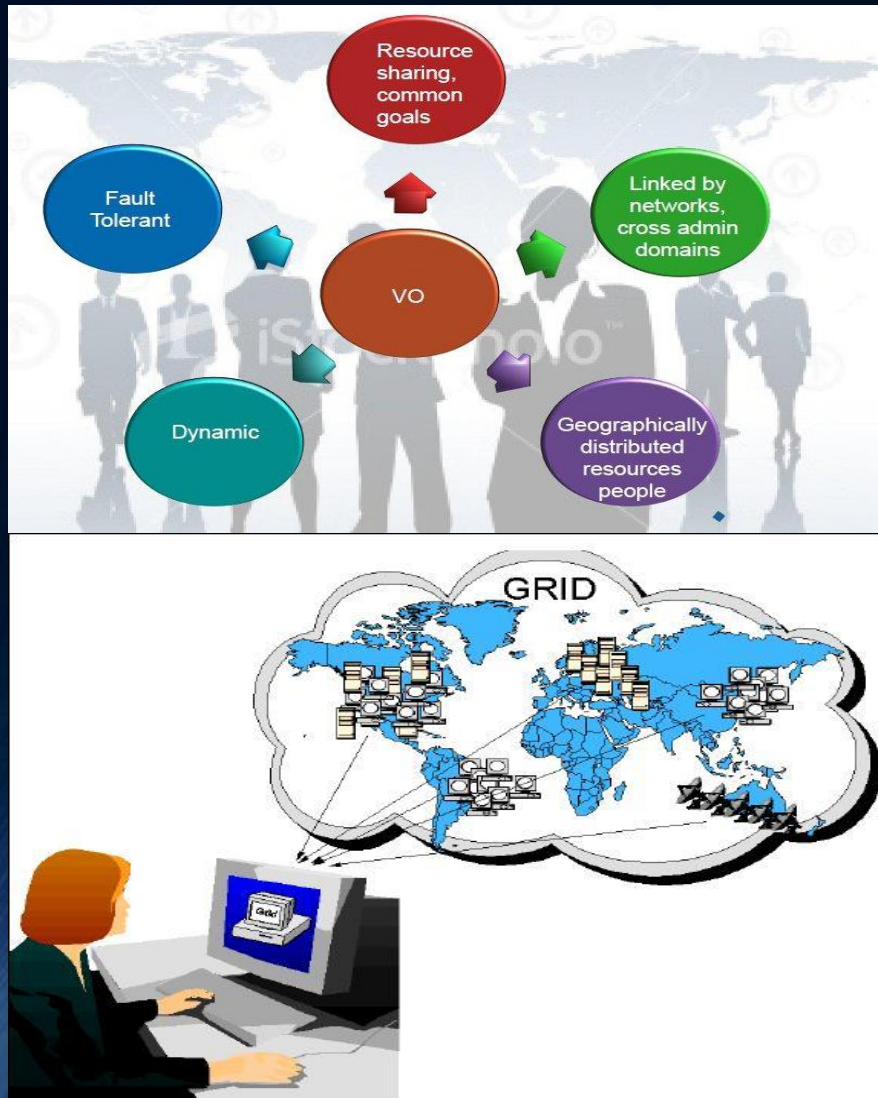 Resource
sharing,
common
goals
Fault
Tolerant
Linked by
networks,
cross admin
domains
VO
Dynamic
Geographically
distributed
resources
people
GRID